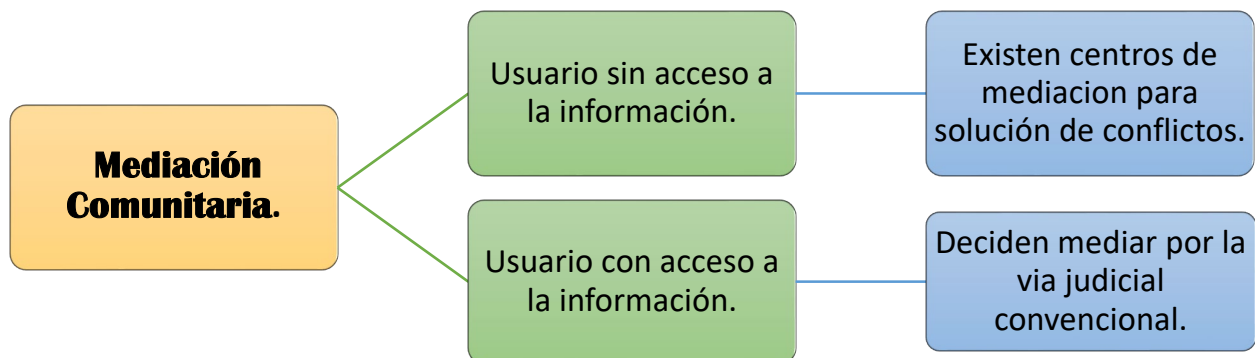 Mediación
Comunitaria.
Usuario sin acceso a
la información.
Existen centros de
mediacion para
solución de conflictos.
Usuario con acceso a
la información.
Deciden mediar por la
via judicial
convencional.